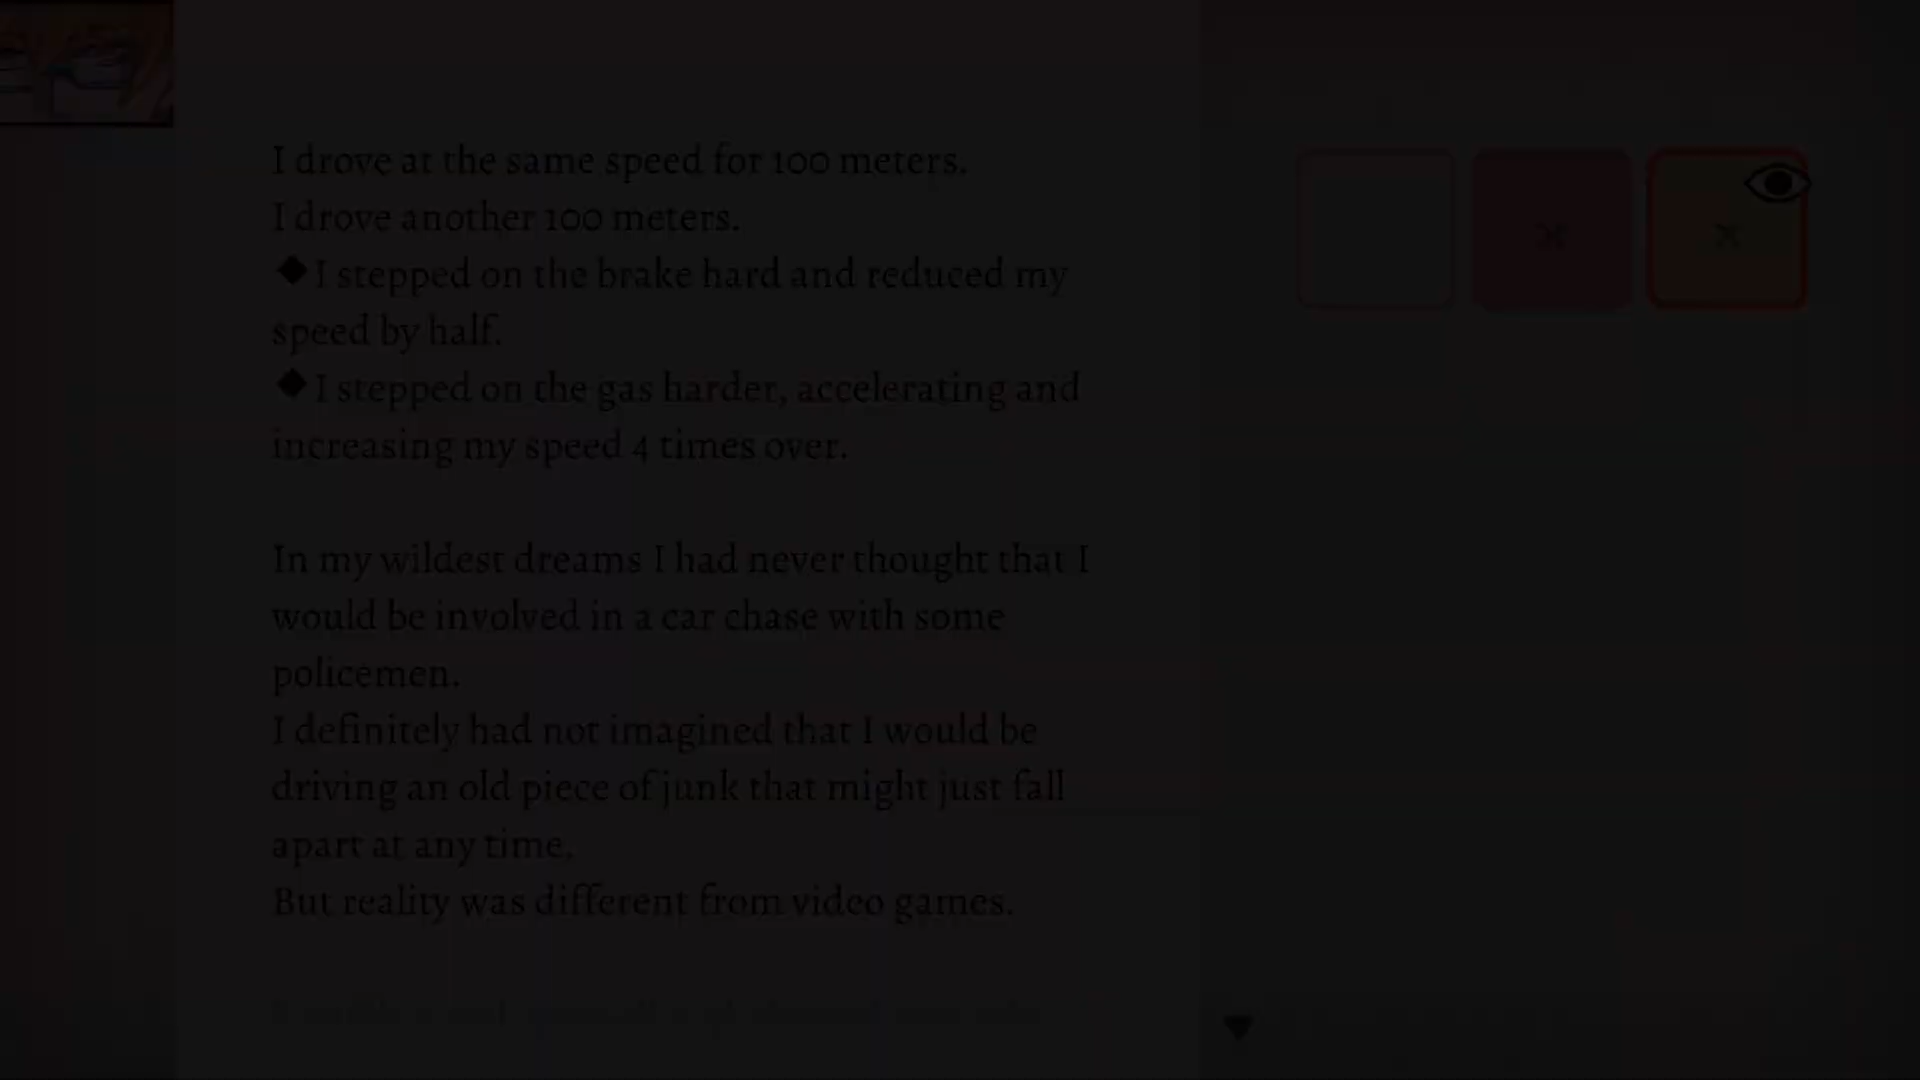 I drove at the same speed for 100 meters.
I drove another 100 meters.
◆I stepped on the brake hard and reduced my
speed by half.
◆I stepped on the gas harder, accelerating and
increasing my speed 4 times over.
In my wildest dreams I had never thought that I
would be involved in a car chase with some
policemen.
I definitely had not imagined that I would be
driving an old piece of junk that might just fall
apart at any time.
But reality was different from video games.